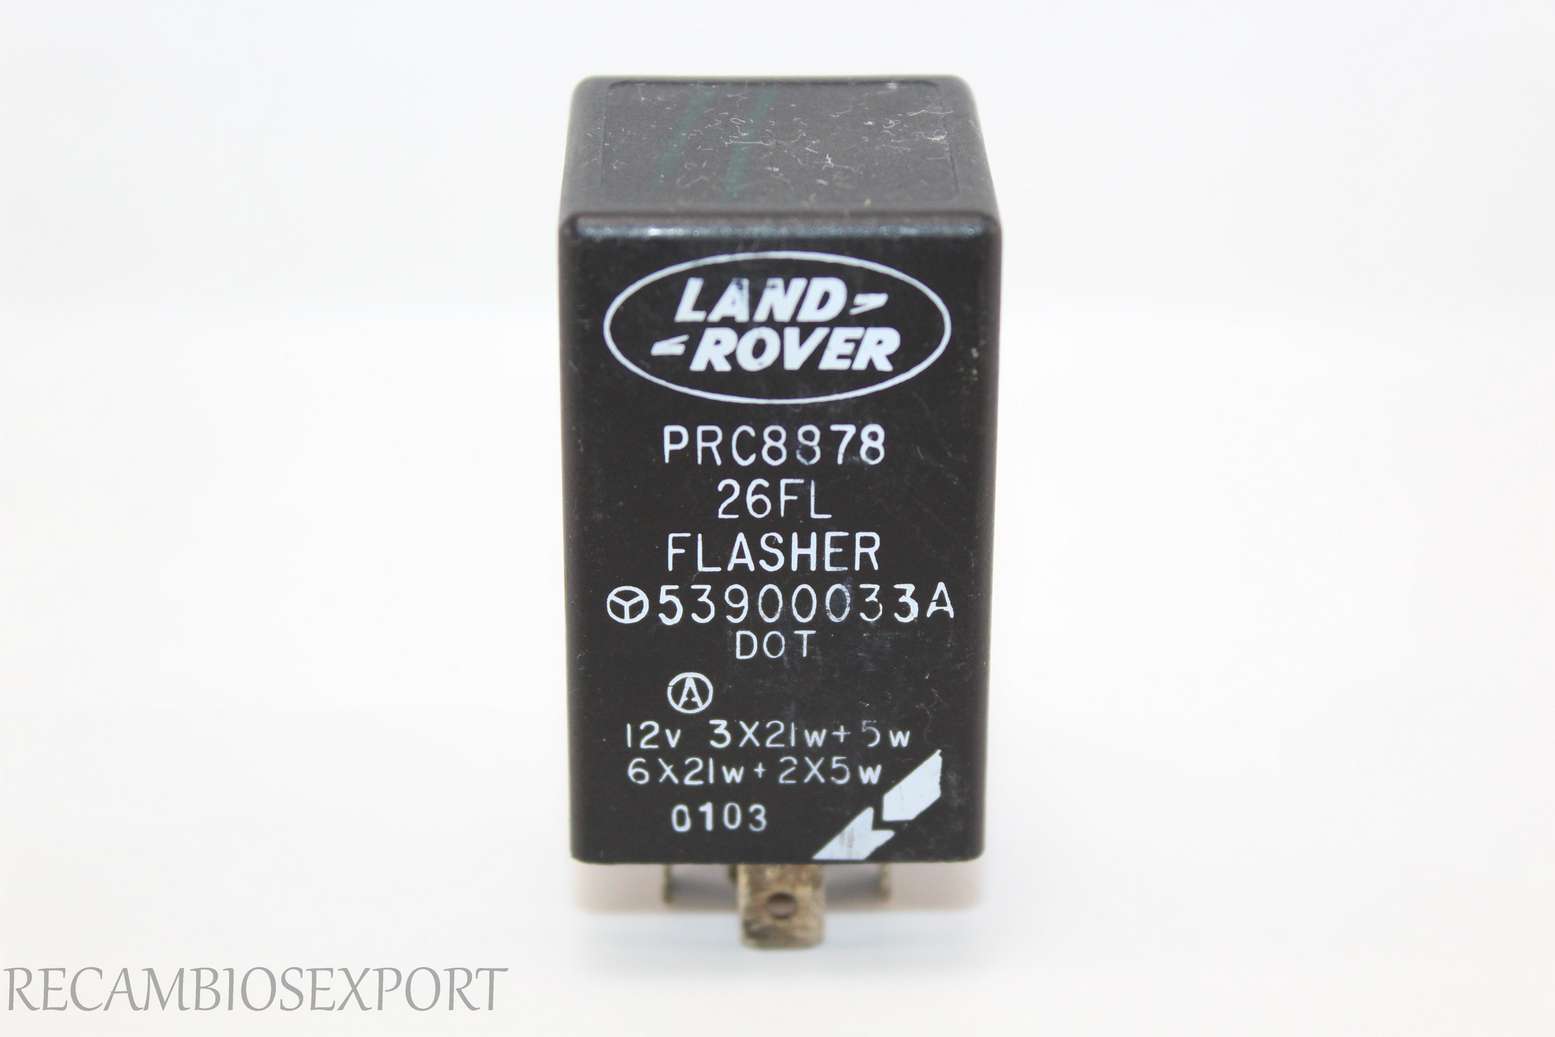 LAND
ROVER
PRC8878
26FL
FLASHER
53900033A
DOT
A
12v 3X21w+5w
6X21w+2X5w
0103
RECAMBIOSEXPORT